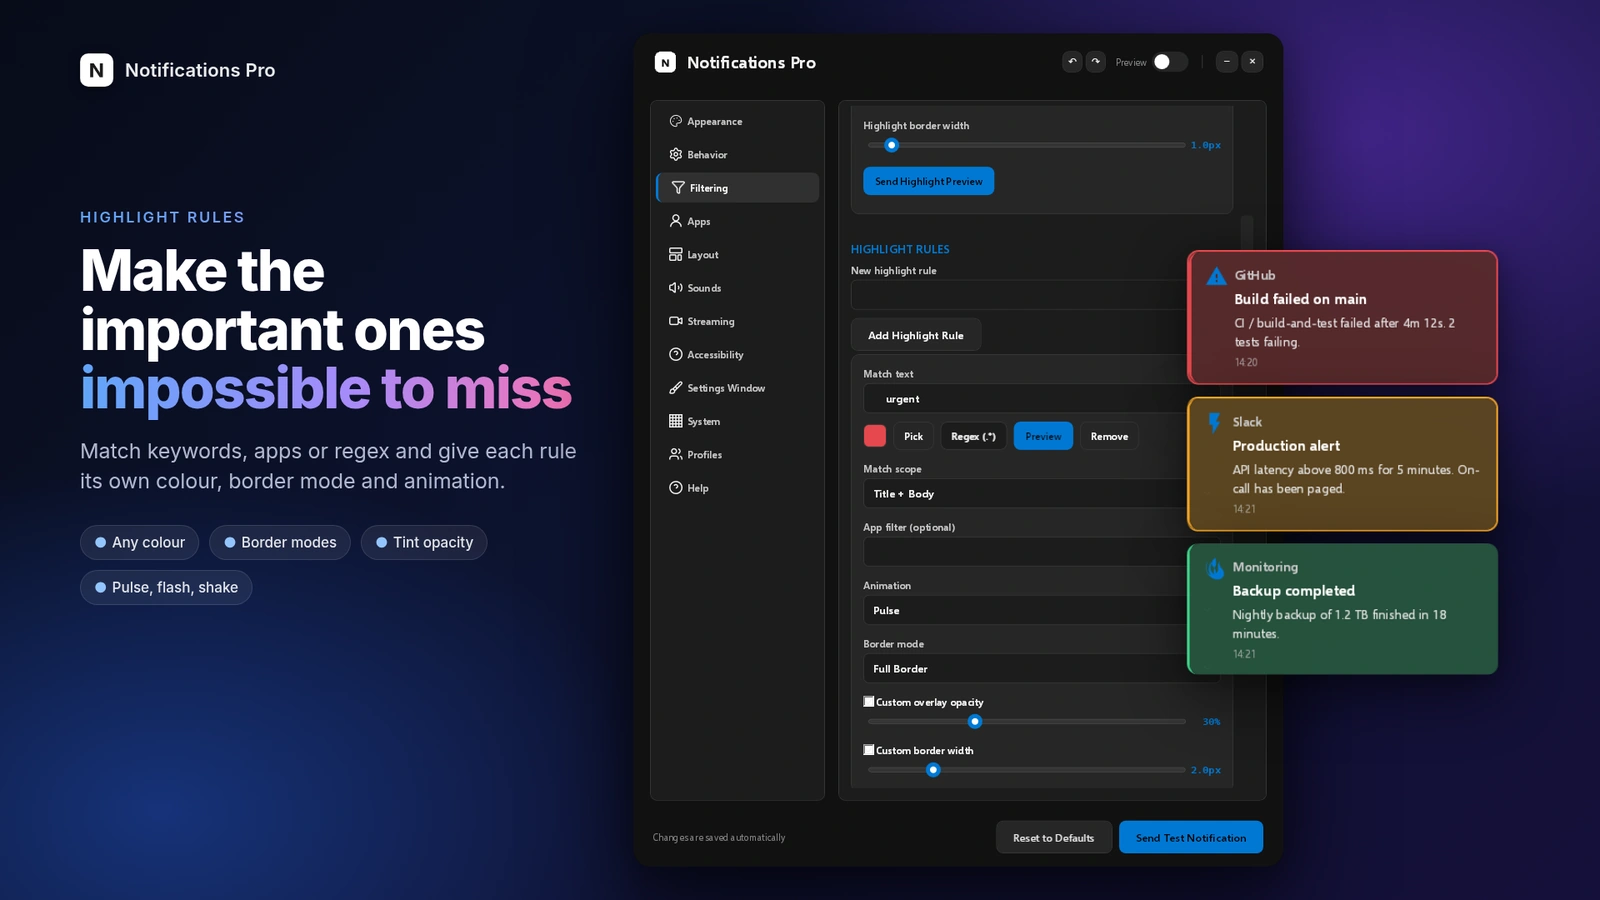 N Notifications Pro
HIGHLIGHT RULES
Make the
important ones
impossible to miss
Match keywords, apps or regex and give each rule
its own colour, border mode and animation.
Any colour
Border modes
Tint opacity
Pulse, flash, shake
N Notifications Pro
Preview
Appearance
Behavior
Filtering
Apps
Layout
Sounds
Streaming
Accessibility
Settings Window
System
Profiles
Help
Highlight border width
1.0px
Send Highlight Preview
HIGHLIGHT RULES
New highlight rule
Add Highlight Rule
Match text
urgent
Pick
Regex (.*)
Preview
Remove
Match scope
Title + Body
App filter (optional)
Animation
Pulse
Border mode
Full Border
Custom overlay opacity
30%
Custom border width
2.0px
Changes are saved automatically
Reset to Defaults
Send Test Notification
GitHub
Build failed on main
CI / build-and-test failed after 4m 12s. 2
tests failing.
14:20
Slack
Production alert
API latency above 800 ms for 5 minutes. On-
call has been paged.
14:21
Monitoring
Backup completed
Nightly backup of 1.2 TB finished in 18
minutes.
14:21